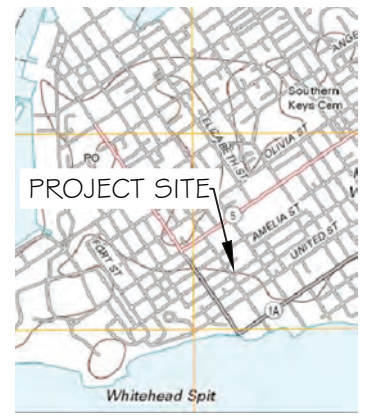 ANGE
Southern
Keys Cem
ELIZABETH ST
OLIVIA ST
PO
PROJECT SITE
5
AMELIA ST
UNITED ST
FORT ST
1A
Whitehead Spit